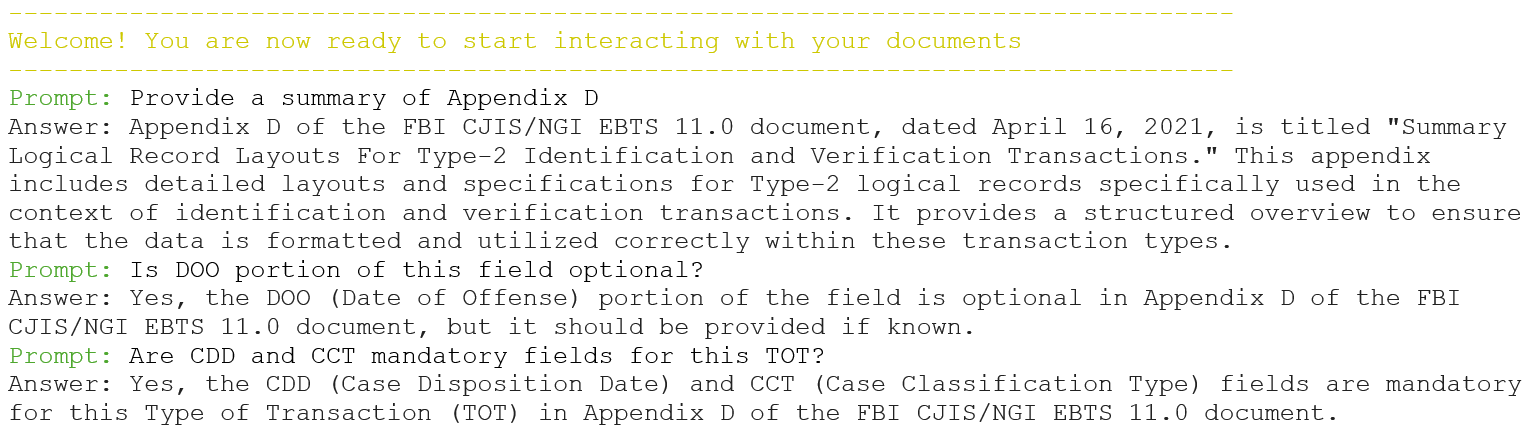 ---------------------------------------------------------------------------------
Welcome! You are now ready to start interacting with your documents
---------------------------------------------------------------------------------
Prompt: Provide a summary of Appendix D
Answer: Appendix D of the FBI CJIS/NGI EBTS 11.0 document, dated April 16, 2021, is titled "Summary
Logical Record Layouts For Type-2 Identification and Verification Transactions." This appendix
includes detailed layouts and specifications for Type-2 logical records specifically used in the
context of identification and verification transactions. It provides a structured overview to ensure
that the data is formatted and utilized correctly within these transaction types.
Prompt: Is DOO portion of this field optional?
Answer: Yes, the DOO (Date of Offense) portion of the field is optional in Appendix D of the FBI
CJIS/NGI EBTS 11.0 document, but it should be provided if known.
Prompt: Are CDD and CCT mandatory fields for this TOT?
Answer: Yes, the CDD (Case Disposition Date) and CCT (Case Classification Type) fields are mandatory
for this Type of Transaction (TOT) in Appendix D of the FBI CJIS/NGI EBTS 11.0 document.